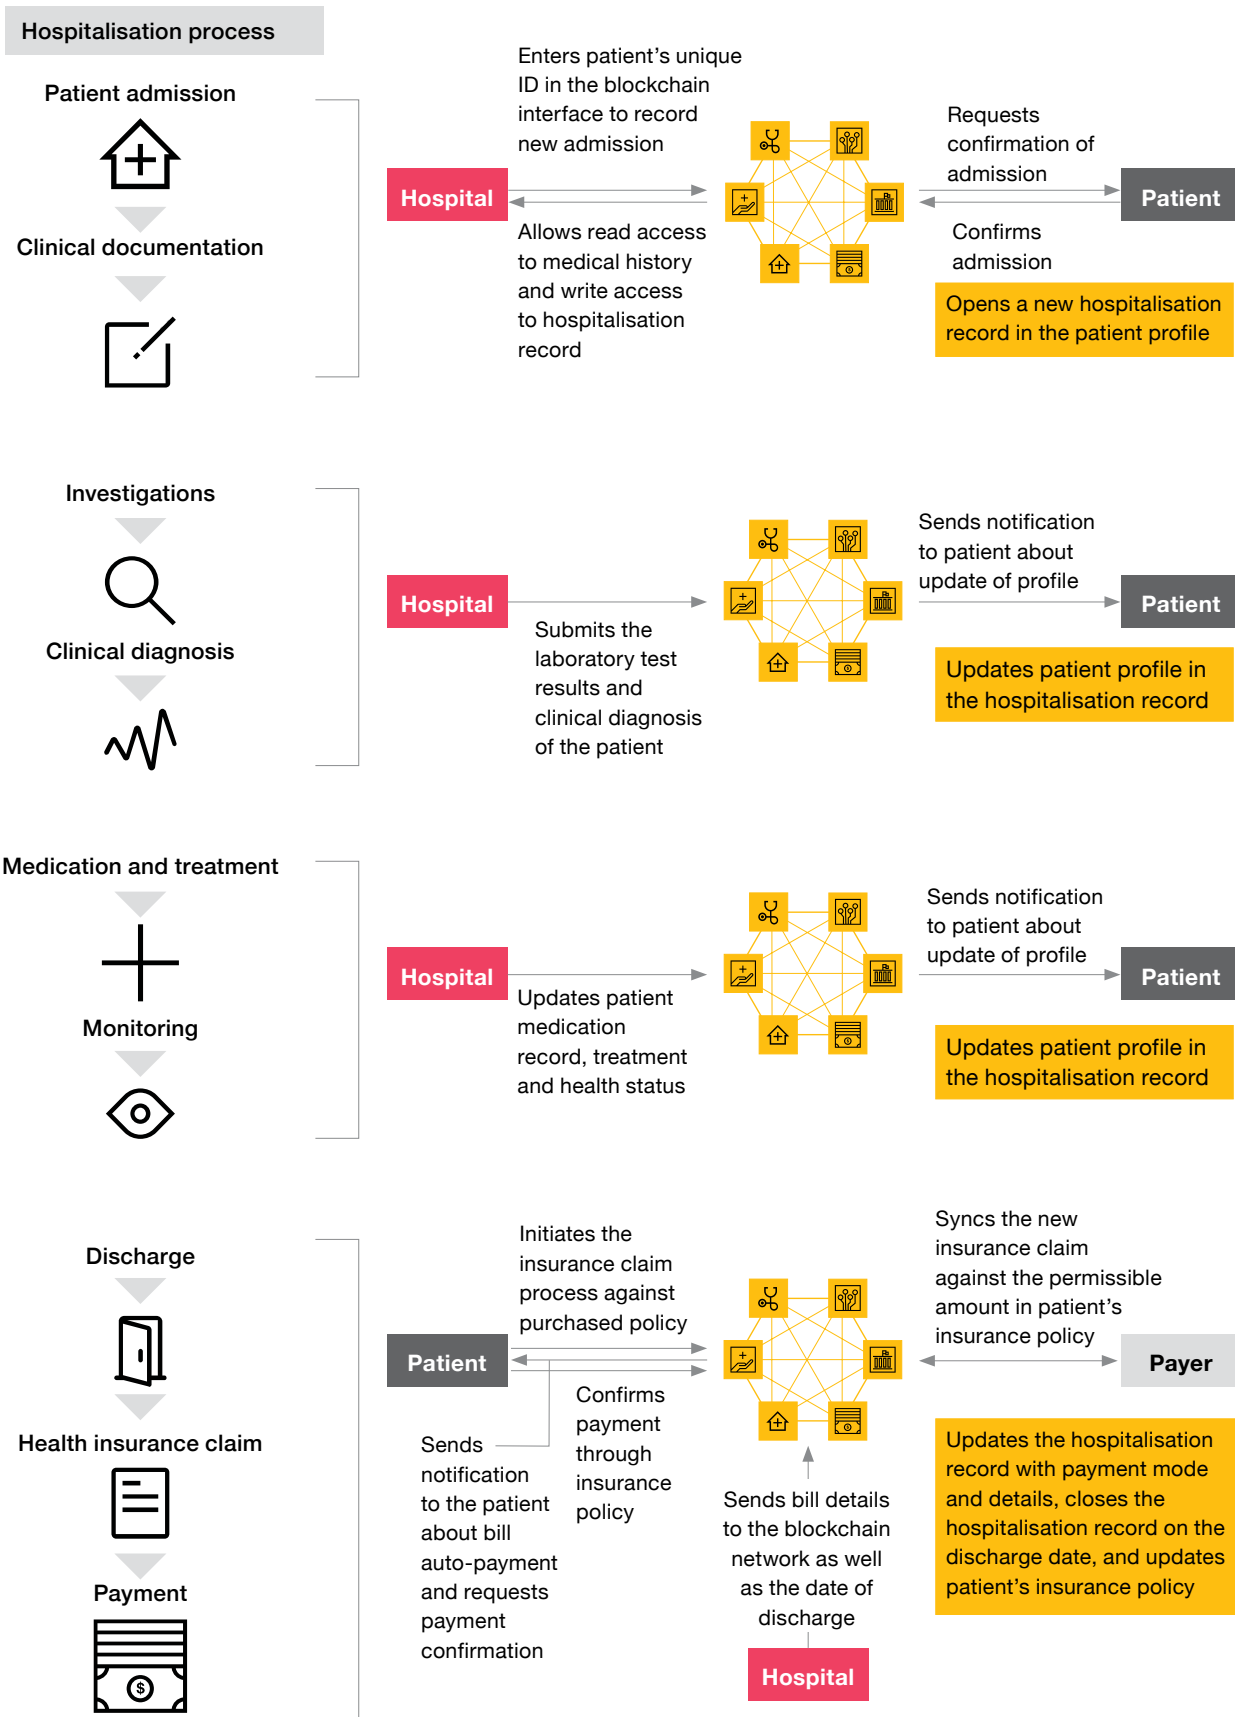 Hospitalisation process
Patient admission
Clinical documentation
Enters patient’s unique
ID in the blockchain
interface to record
new admission
Hospital
Allows read access
to medical history
and write access
to hospitalisation
record
Requests
confirmation of
admission
Patient
Confirms
admission
Opens a new hospitalisation
record in the patient profile
Investigations
Clinical diagnosis
Hospital
Submits the
laboratory test
results and
clinical diagnosis
of the patient
Sends notification
to patient about
update of profile
Patient
Updates patient profile in
the hospitalisation record
Medication and treatment
Monitoring
Hospital
Updates patient
medication
record, treatment
and health status
Sends notification
to patient about
update of profile
Patient
Updates patient profile in
the hospitalisation record
Discharge
Health insurance claim
Payment
$
Initiates the
insurance claim
process against
purchased policy
Patient
Sends
notification
to the patient
about bill
auto-payment
and requests
payment
confirmation
Confirms
payment
through
insurance
policy
Sends bill details
to the blockchain
network as well
as the date of
discharge
Hospital
Syncs the new
insurance claim
against the permissible
amount in patient’s
insurance policy
Payer
Updates the hospitalisation
record with payment mode
and details, closes the
hospitalisation record on the
discharge date, and updates
patient’s insurance policy